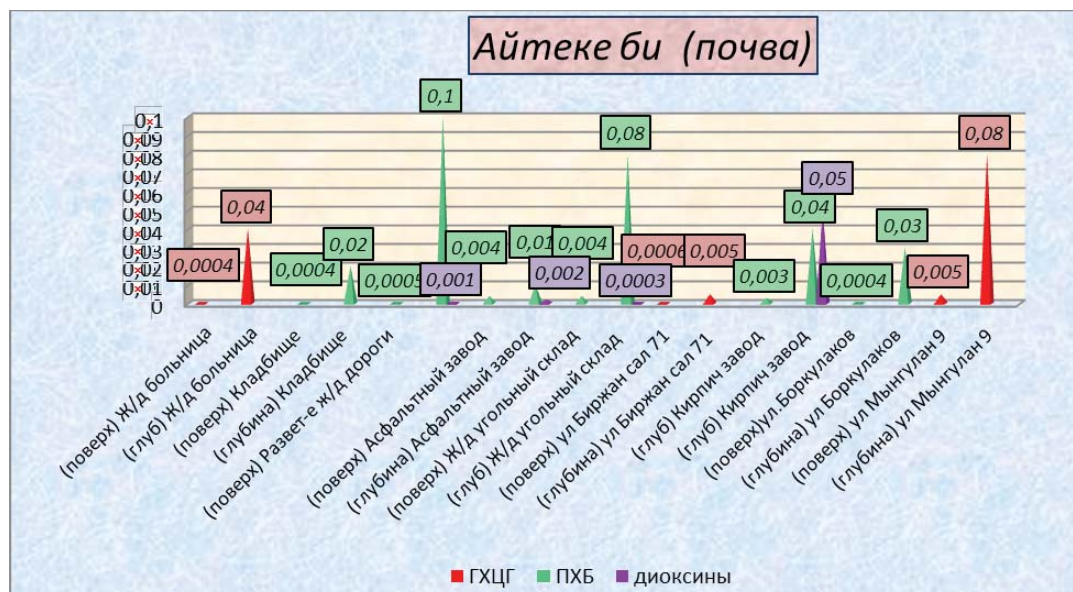 Айтеке би (почва)
0,1
0,09
0,08
0,07
0,06
0,05
0,04
0,03
0,02
0,01
0
0,0004
0,04
0,0004
0,02
0,0005
0,1
0,001
0,004
0,01
0,002
0,004
0,08
0,0003
0,0006
0,005
0,003
0,04
0,05
0,0004
0,03
0,005
0,08
(поверх) Ж/д больница
(глуб) Ж/д больница
(поверх) Кладбище
(глубина) Кладбище
(поверх) Развет-е ж/д дороги
(поверх) Асфальтный завод
(глубина) Асфальтный завод
(поверх) Ж/д угольный склад
(глуб) Ж/д угольный склад
(поверх) ул Биржан сал 71
(глубина) ул Биржан сал 71
(глуб) Кирпич завод
(глуб) Кирпич завод
(поверх)ул.Боркулаков
(глубина) ул Боркулаков
(поверх) ул Мынгулан 9
(глубина) ул Мынгулан 9
ГХЦГ
ПХБ
диоксины